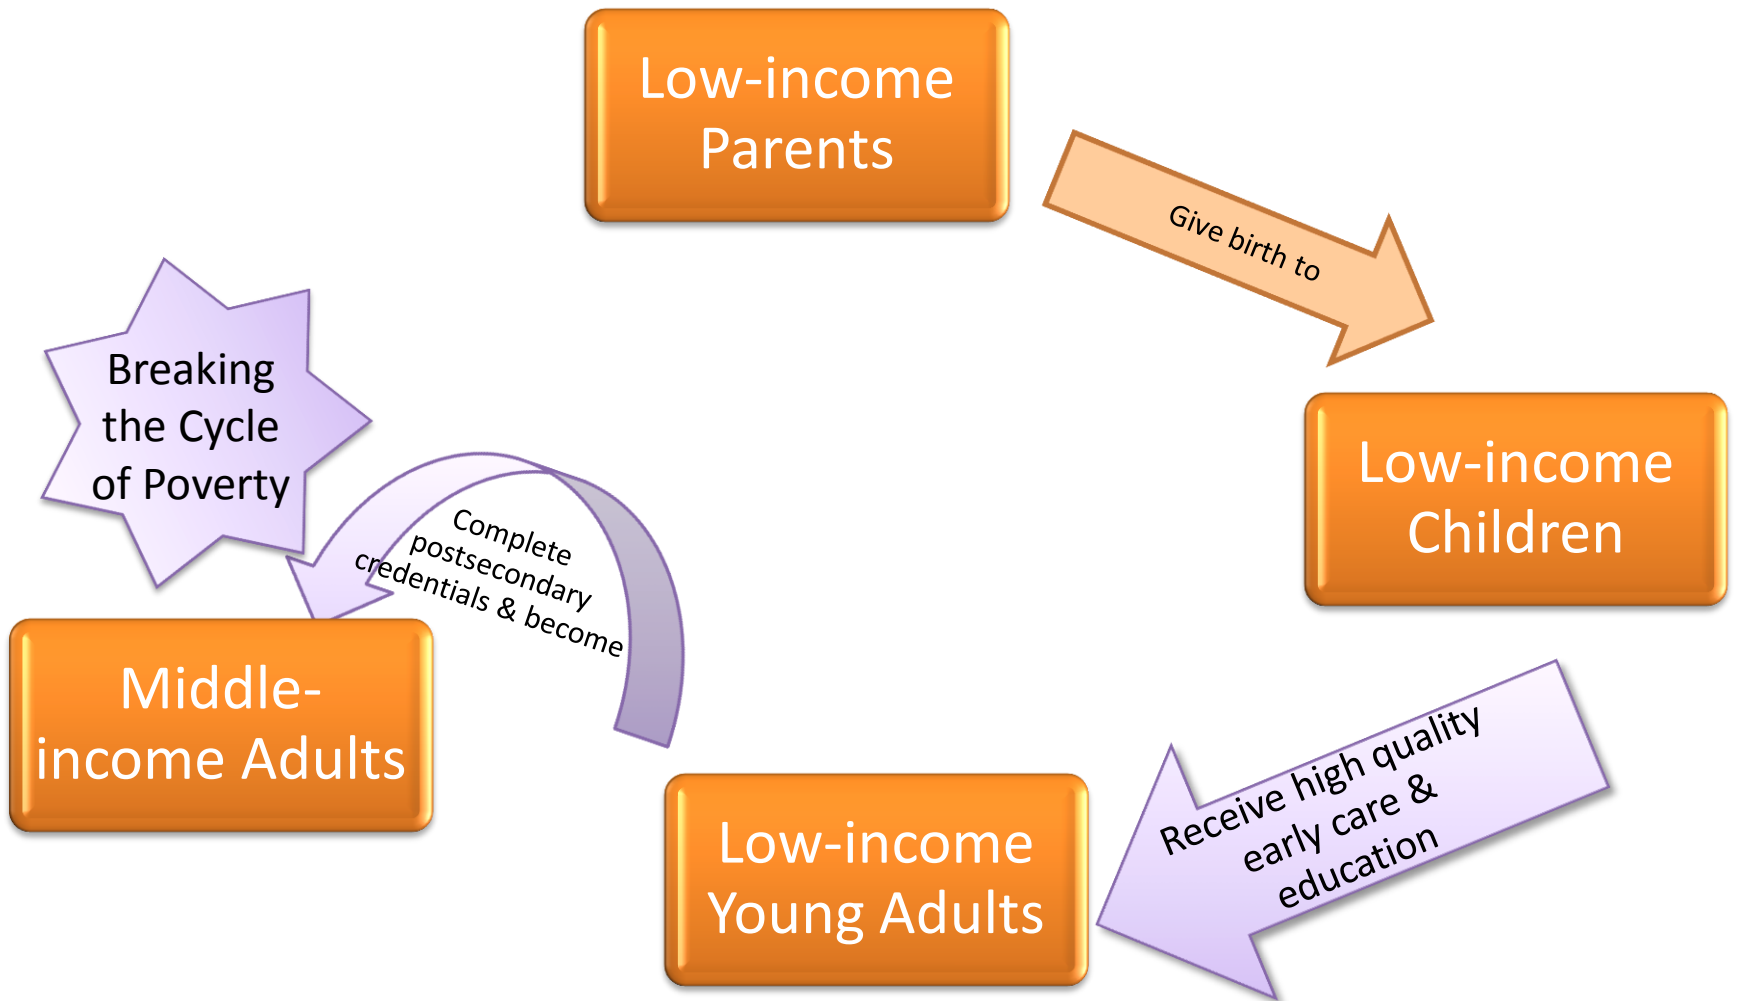 Low-income
Parents
Give birth to
Low-income
Children
Receive high quality
early care &
education
Low-income
Young Adults
Complete
postsecondary
credentials & become
Middle-
income Adults
Breaking
the Cycle
of Poverty